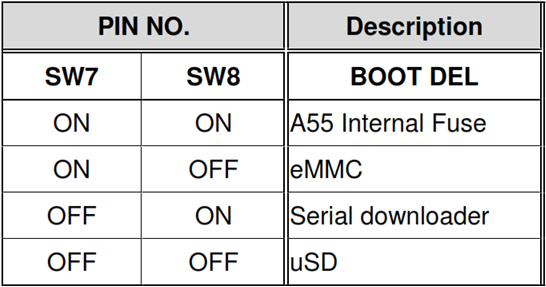 PIN NO. Description
SW7 SW8 BOOT DEL
ON ON A55 Internal Fuse
ON OFF eMMC
OFF ON Serial downloader
OFF OFF uSD